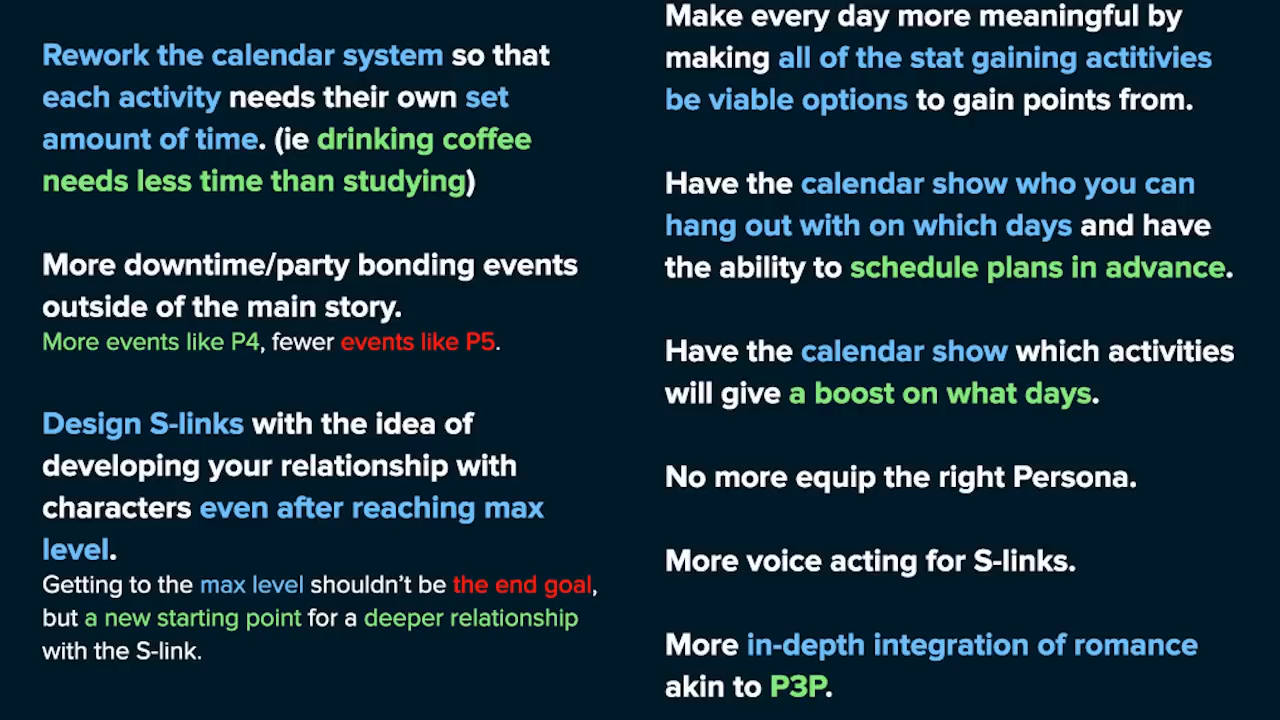 Rework the calendar system so that
each activity needs their own set
amount of time. (ie drinking coffee
needs less time than studying)
More downtime/party bonding events
outside of the main story.
More events like P4, fewer events like P5.
Design S-links with the idea of
developing your relationship with
characters even after reaching max
level.
Getting to the max level shouldn't be the end goal,
but a new starting point for a deeper relationship
with the S-link.
Make every day more meaningful by
making all of the stat gaining actitivies
be viable options to gain points from.
Have the calendar show who you can
hang out with on which days and have
the ability to schedule plans in advance.
Have the calendar show which activities
will give a boost on what days.
No more equip the right Persona.
More voice acting for S-links.
More in-depth integration of romance
akin to P3P.